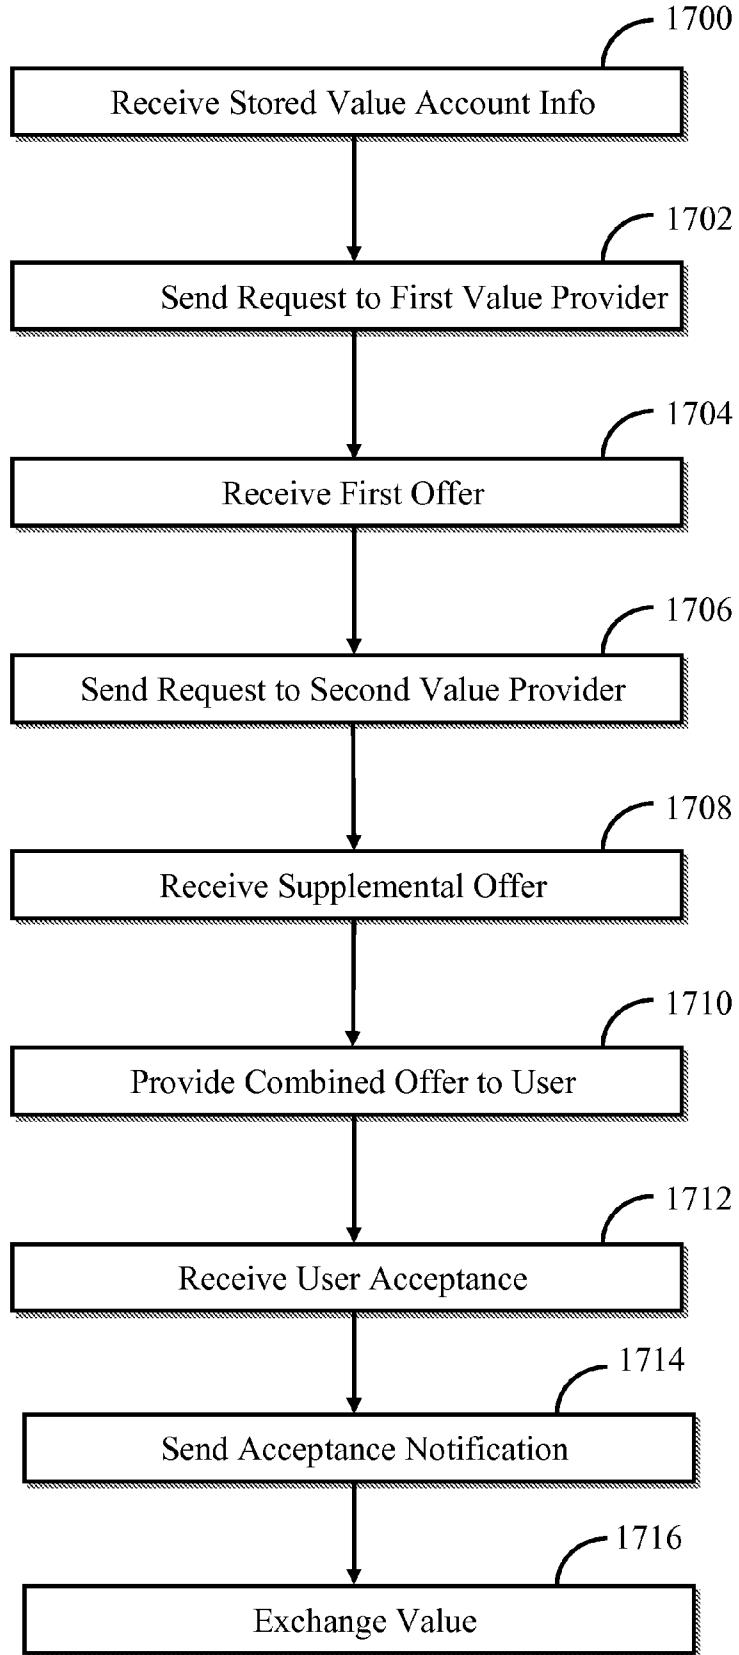 1700
Receive Stored Value Account Info
1702
Send Request to First Value Provider
1704
Receive First Offer
1706
Send Request to Second Value Provider
1708
Receive Supplemental Offer
1710
Provide Combined Offer to User
1712
Receive User Acceptance
1714
Send Acceptance Notification
1716
Exchange Value